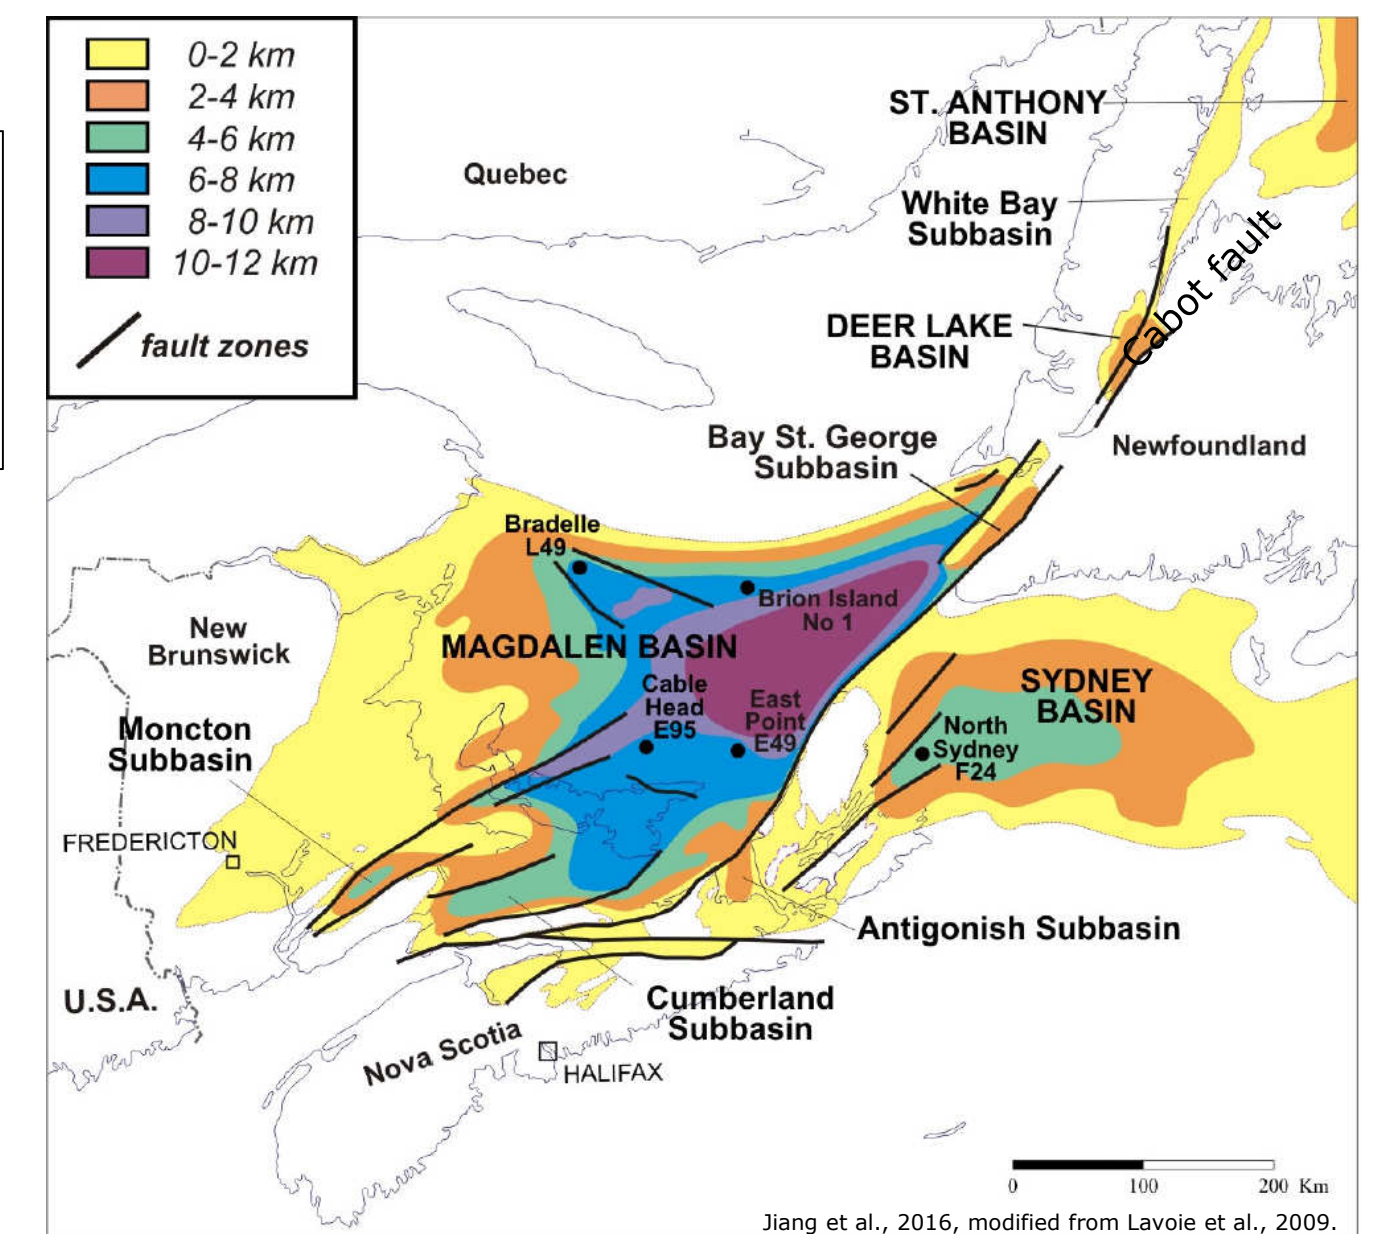 0-2 km
2-4 km
4-6 km
6-8 km
8-10 km
10-12 km
fault zones
Quebec
ST. ANTHONY
BASIN
White Bay
Subbasin
Cabot fault
DEER LAKE
BASIN
Bay St. George
Subbasin
Newfoundland
Bradelle
L49
Brion Island
No 1
New
Brunswick
MAGDALEN BASIN
Cable
Head
E95
East
Point
E49
SYDNEY
BASIN
North
Sydney
F24
Moncton
Subbasin
FREDERICTON
Antigonish Subbasin
U.S.A.
Cumberland
Subbasin
Nova Scotia
HALIFAX
0 100 200 Km
Jiang et al., 2016, modified from Lavoie et al., 2009.